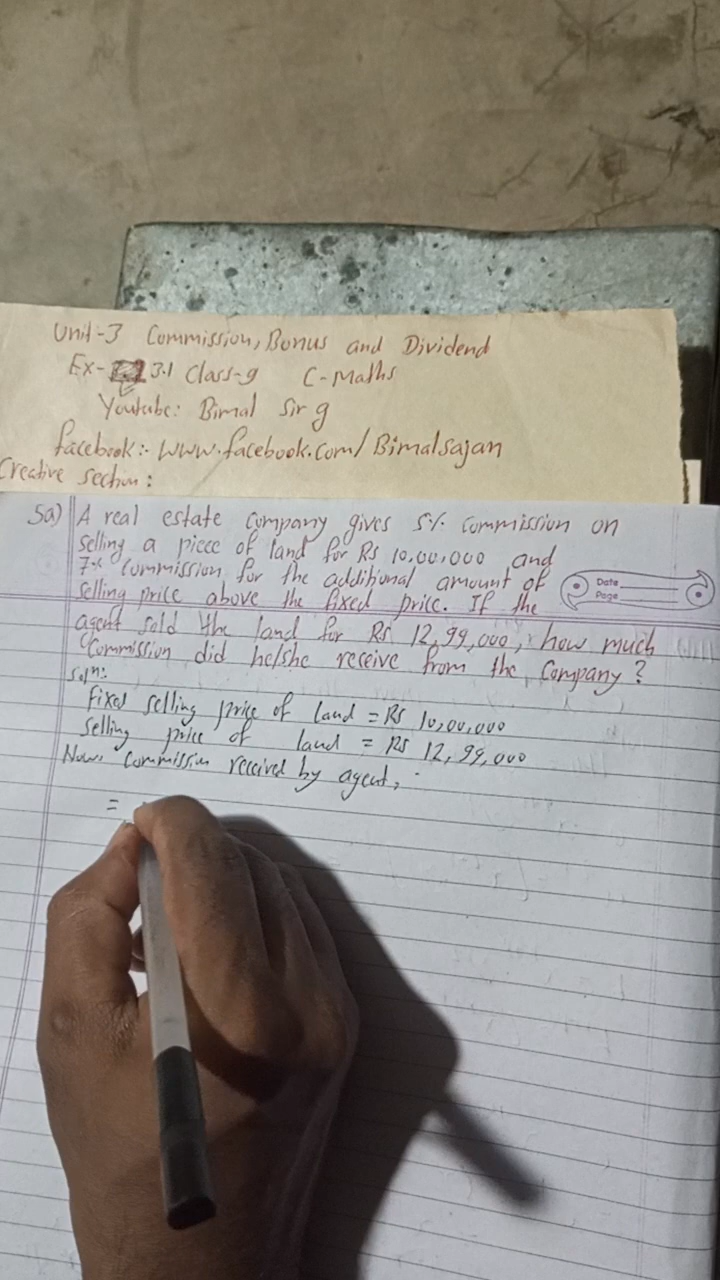 Unit-3 Commission, Bonus and Dividend
Ex- 3.1 Class-9 C-Maths
Youtube: Bimal Sir g
facebook:- www.facebook.com/Bimalsajan
Creative section:
5a) A real estate company gives 5% commission on
selling a piece of land for Rs 10,00,000 and
7% commission for the additional amount of
selling price above the fixed price. If the
agent sold the land for Rs 12,99,000, how much
commission did he/she receive from the company?
Solⁿ:
Fixed selling price of land = Rs 10,00,000
Selling price of land = Rs 12,99,000
Now, commission received by agent,
=
Date
Page